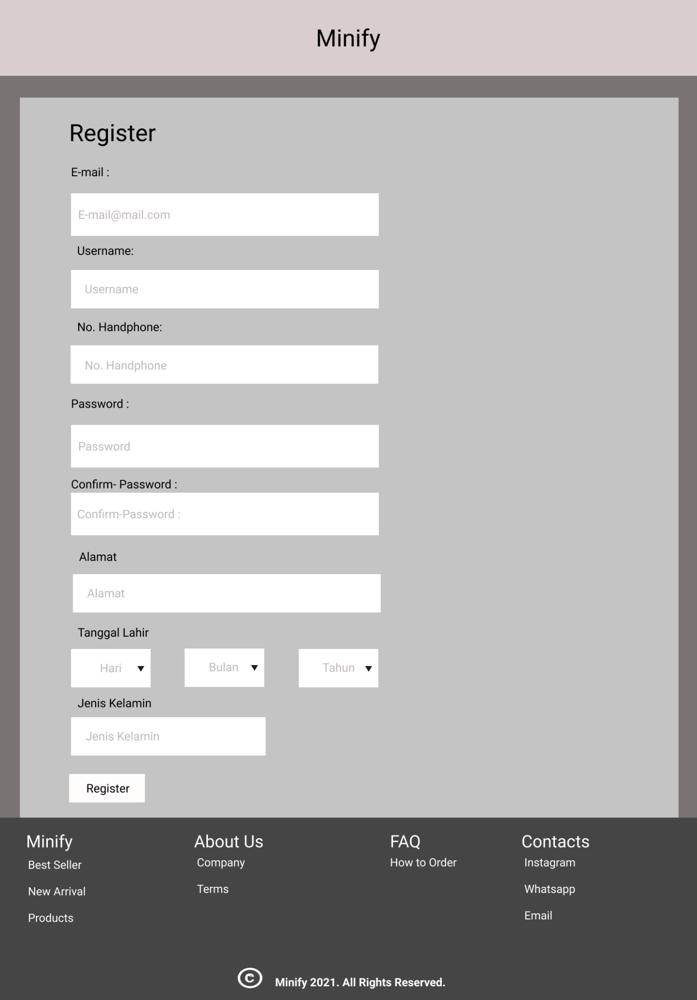 Minify
Register
E-mail :
E-mail@mail.com
Username:
Username
No. Handphone:
No. Handphone
Password :
Password
Confirm- Password :
Confirm-Password :
Alamat
Alamat
Tanggal Lahir
Hari
Bulan
Tahun
Jenis Kelamin
Jenis Kelamin
Register
Minify
Best Seller
New Arrival
Products
About Us
Company
Terms
FAQ
How to Order
Contacts
Instagram
Whatsapp
Email
© Minify 2021. All Rights Reserved.